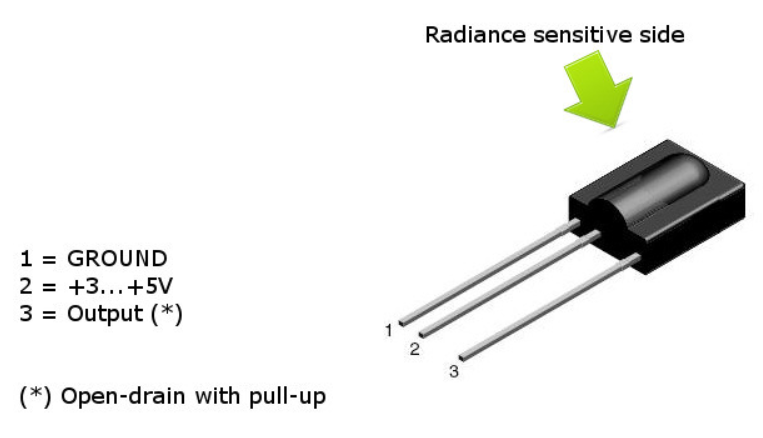 Radiance sensitive side
1 = GROUND
2 = +3...+5V
3 = Output (*)
1
2
3
(*) Open-drain with pull-up